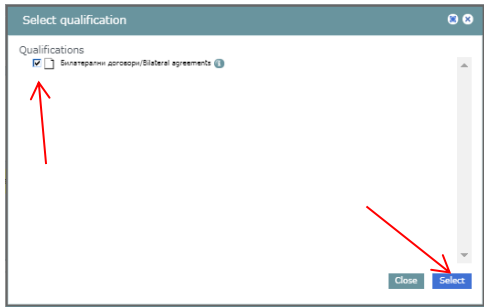 Select qualification
Qualifications
Билатерални договори/Bilateral agreements
Close
Select